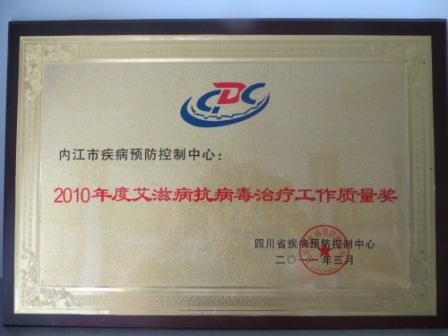 CDC
内江市疾病预防控制中心：
2010年度艾滋病抗病毒治疗工作质量奖
四川省疾病预防控制中心
二〇一一年三月